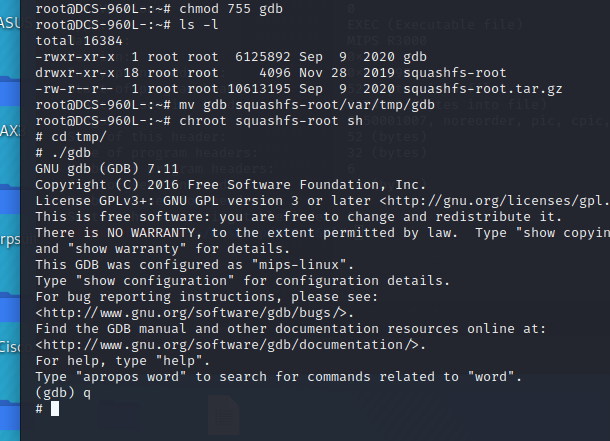 root@DCS-960L-:~# chmod 755 gdb
root@DCS-960L-:~# ls -l
total 16384
-rwxr-xr-x  1 root root  6125892 Sep  9  2020 gdb
drwxr-xr-x 18 root root     4096 Nov 28  2019 squashfs-root
-rw-r--r--  1 root root 10613195 Sep  9  2020 squashfs-root.tar.gz
root@DCS-960L-:~# mv gdb squashfs-root/var/tmp/gdb
root@DCS-960L-:~# chroot squashfs-root sh
# cd tmp/
# ./gdb
GNU gdb (GDB) 7.11
Copyright (C) 2016 Free Software Foundation, Inc.
License GPLv3+: GNU GPL version 3 or later <http://gnu.org/licenses/gpl.
This is free software: you are free to change and redistribute it.
There is NO WARRANTY, to the extent permitted by law.  Type "show copyin
and "show warranty" for details.
This GDB was configured as "mips-linux".
Type "show configuration" for configuration details.
For bug reporting instructions, please see:
<http://www.gnu.org/software/gdb/bugs/>.
Find the GDB manual and other documentation resources online at:
<http://www.gnu.org/software/gdb/documentation/>.
For help, type "help".
Type "apropos word" to search for commands related to "word".
(gdb) q
#